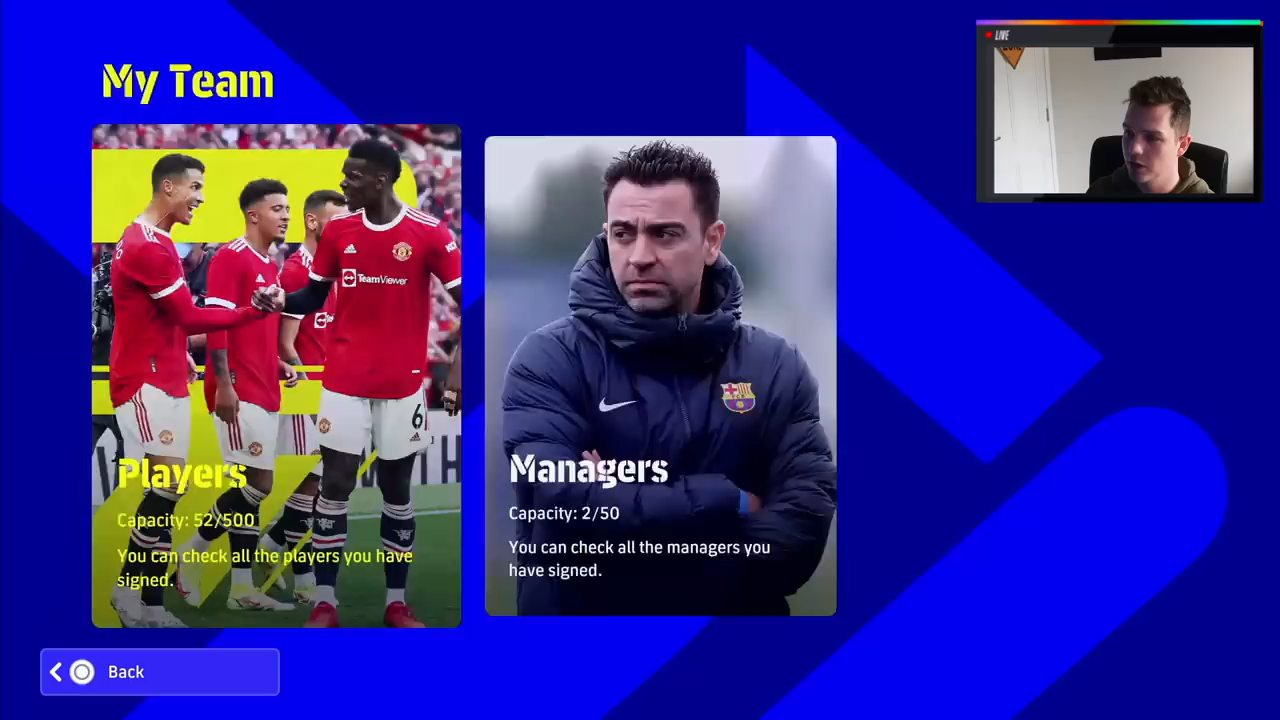 My Team
LIVE
TeamViewer
6
Players
Capacity: 52/500
You can check all the players you have
signed.
Managers
Capacity: 2/50
You can check all the managers you
have signed.
Back